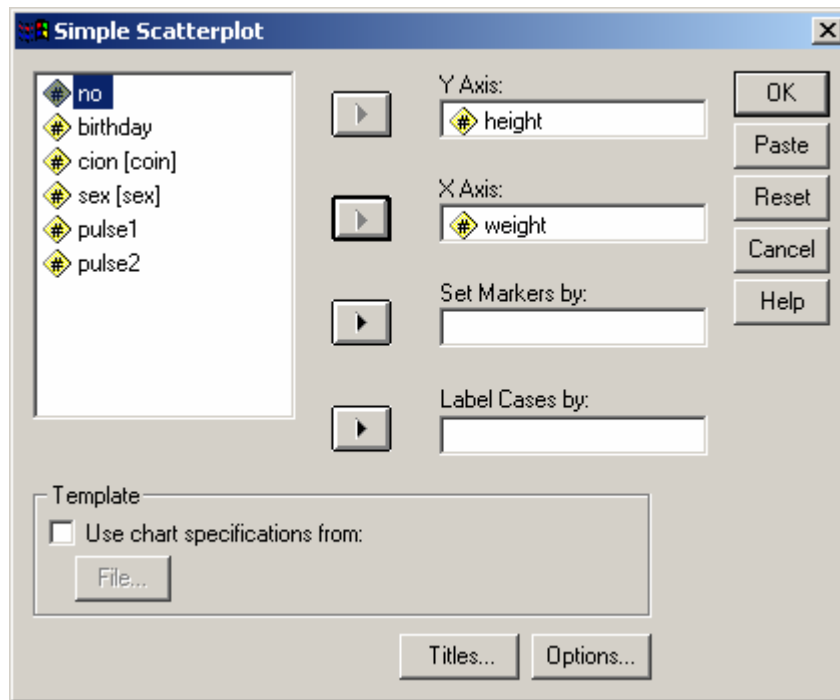 Simple Scatterplot
no
birthday
cion [coin]
sex [sex]
pulse1
pulse2
Y Axis:
height
X Axis:
weight
Set Markers by:
Label Cases by:
OK
Paste
Reset
Cancel
Help
Template
Use chart specifications from:
File...
Titles...
Options...